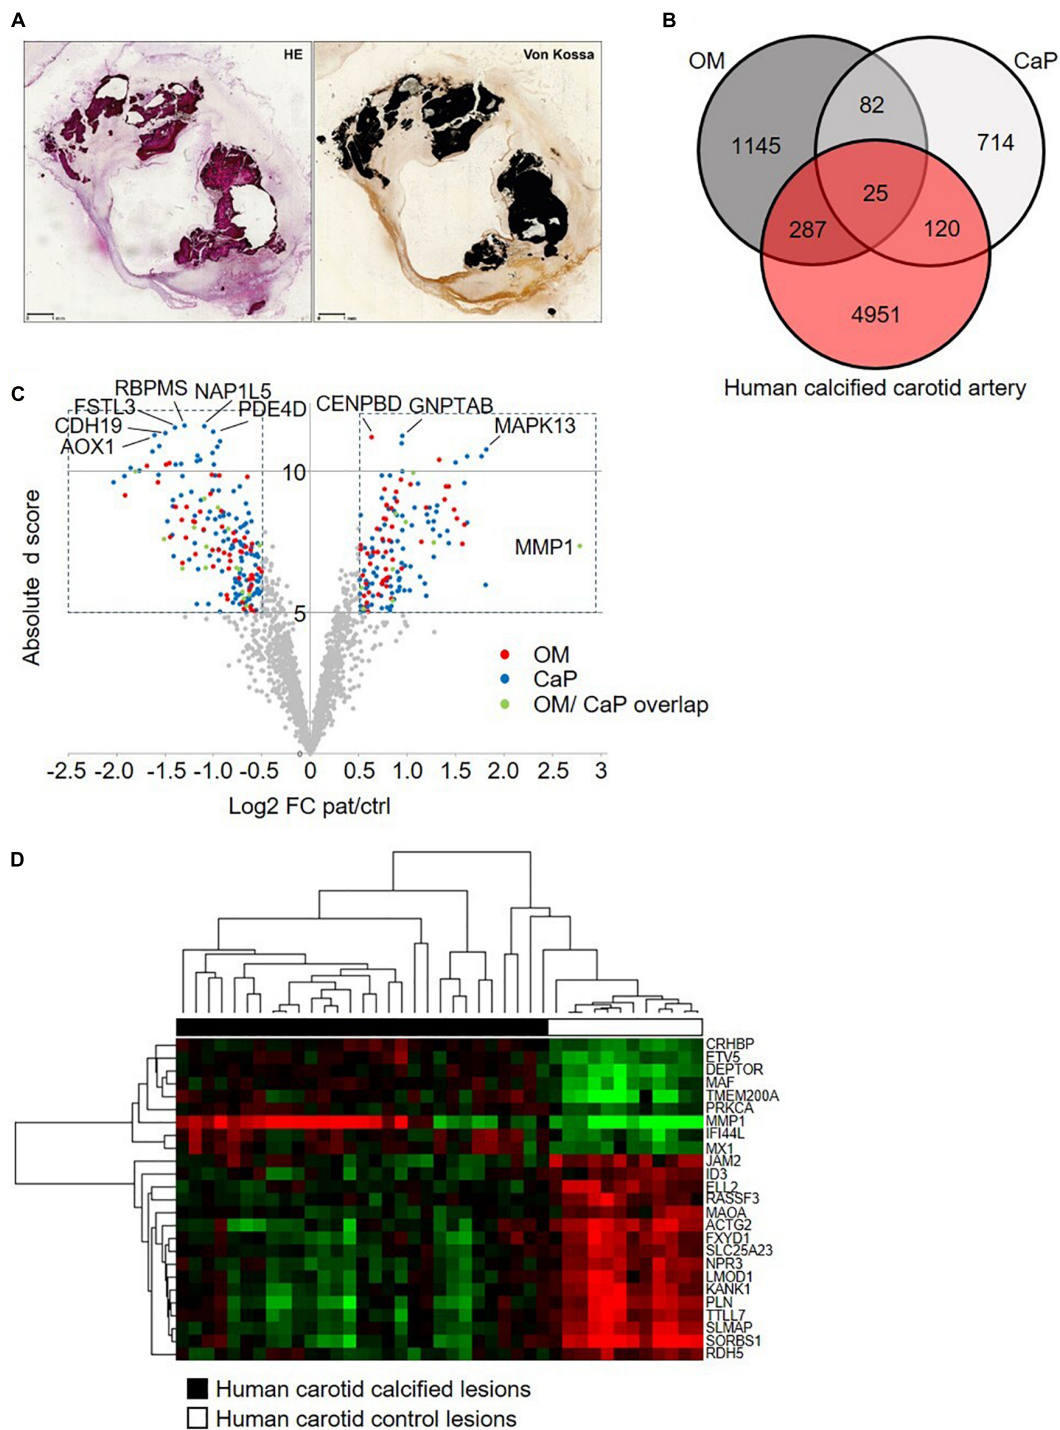 A
HE
Von Kossa
1 mm
B
OM
CaP
82
1145
714
25
287
120
4951
Human calcified carotid artery
C
RBPMS
NAP1L5
FSTL3
PDE4D
CDH19
AOX1
CENPBD
GNPTAB
MAPK13
MMP1
10
5
0
Absolute d score
OM
CaP
OM/ CaP overlap
-2.5 -2.0 -1.5 -1.0 -0.5 0 0.5 1.0 1.5 2.0 2.5 3
Log2 FC pat/ctrl
D
CRHBP
ETV5
DEPTOR
MAF
TMEM200A
PRKCA
MMP1
IFI44L
MX1
JAM2
ID3
ELL2
RASSF3
MAOA
ACTG2
FXYD1
SLC25A23
NPR3
LMOD1
KANK1
PLN
TTLL7
SLMAP
SORBS1
RDH5
Human carotid calcified lesions
Human carotid control lesions